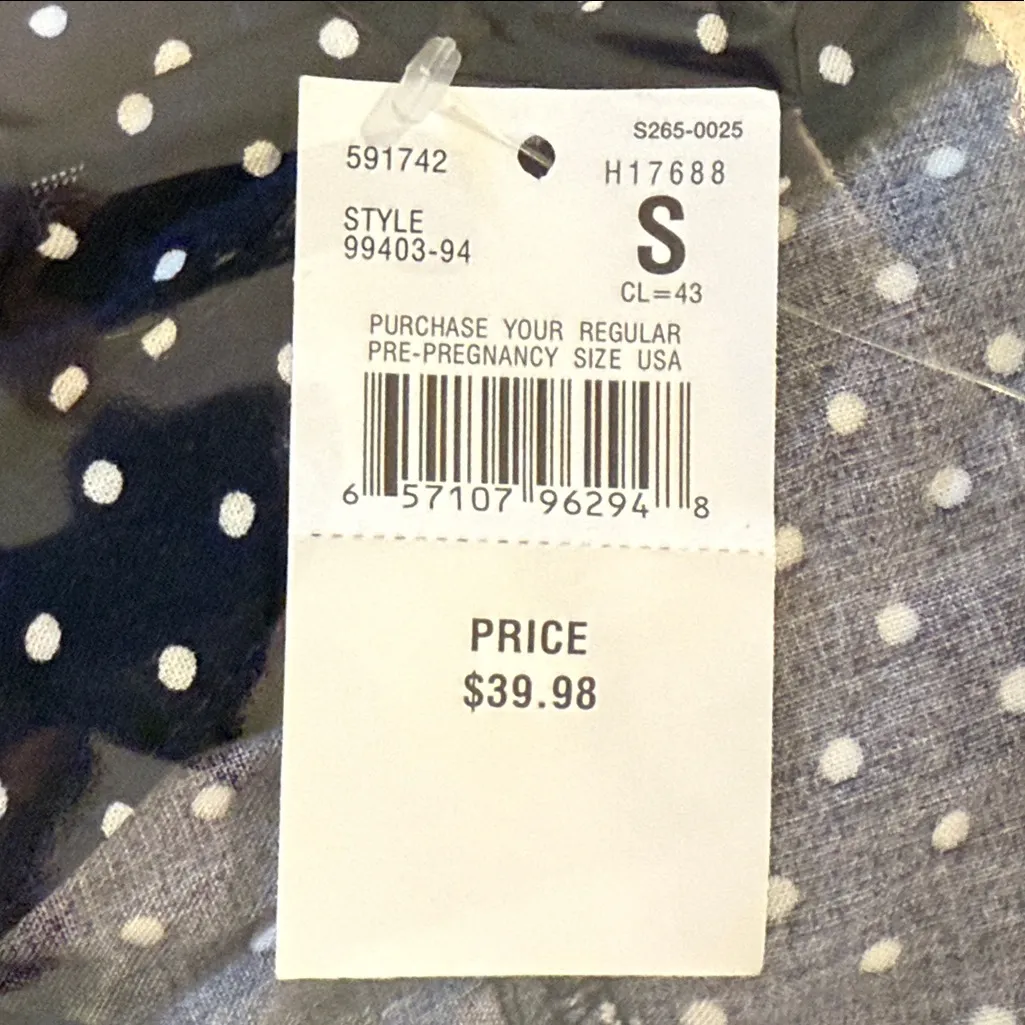 S265-0025
591742
H17688
STYLE
99403-94
S
CL=43
PURCHASE YOUR REGULAR
PRE-PREGNANCY SIZE USA
6 57107 96294 8
PRICE
$39.98